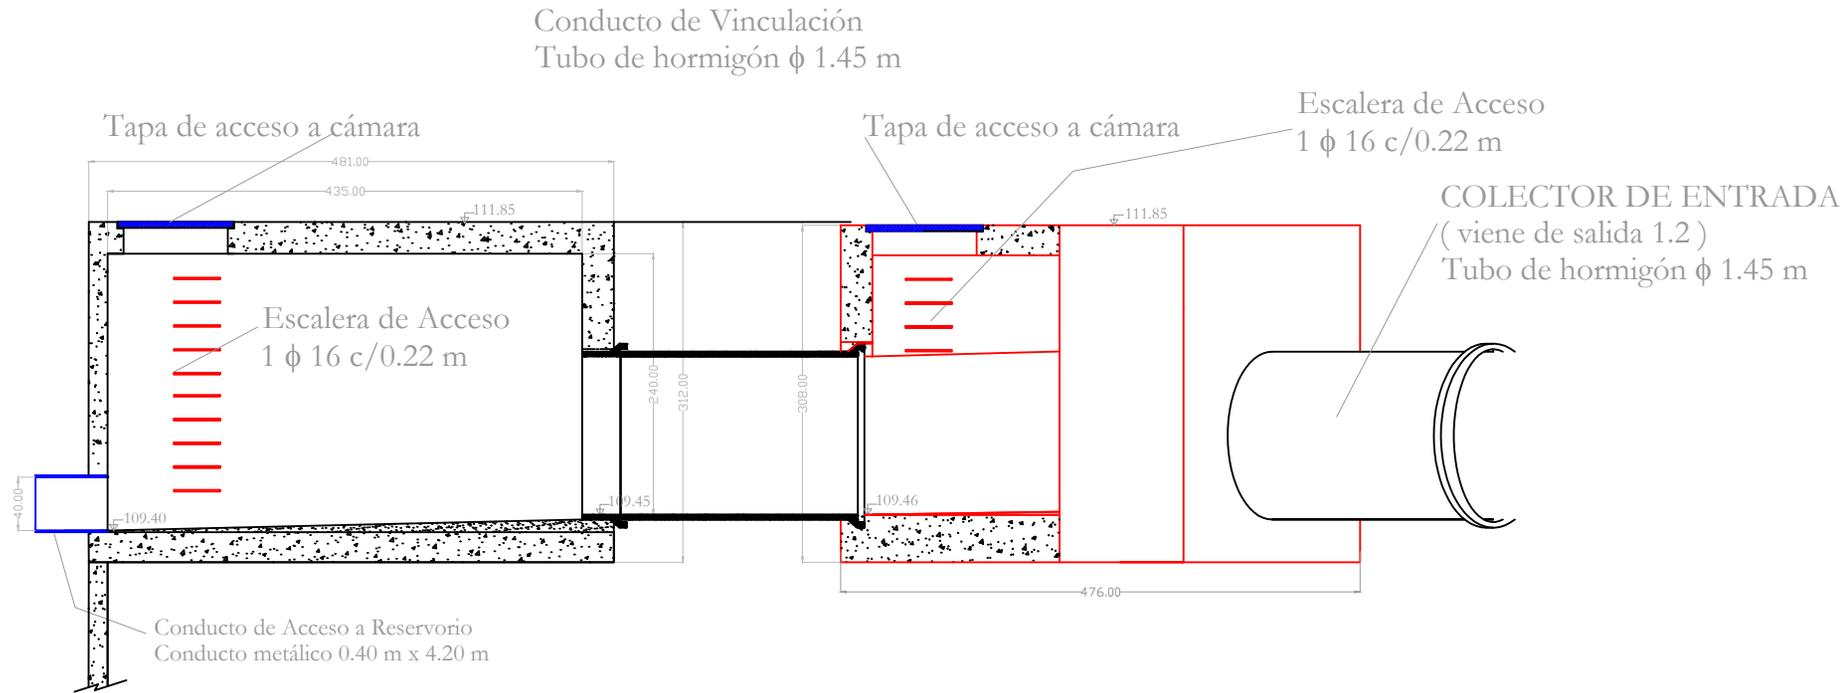 Conducto de Vinculación
Tubo de hormigón ϕ 1.45 m
Tapa de acceso a cámara
Tapa de acceso a cámara
Escalera de Acceso
1 ϕ 16 c/0.22 m
481.00
435.00
COLECTOR DE ENTRADA
( viene de salida 1.2 )
Tubo de hormigón ϕ 1.45 m
111.85
111.85
Escalera de Acceso
1 ϕ 16 c/0.22 m
240.00
312.00
308.00
40.00
109.40
109.45
109.46
476.00
Conducto de Acceso a Reservorio
Conducto metálico 0.40 m x 4.20 m